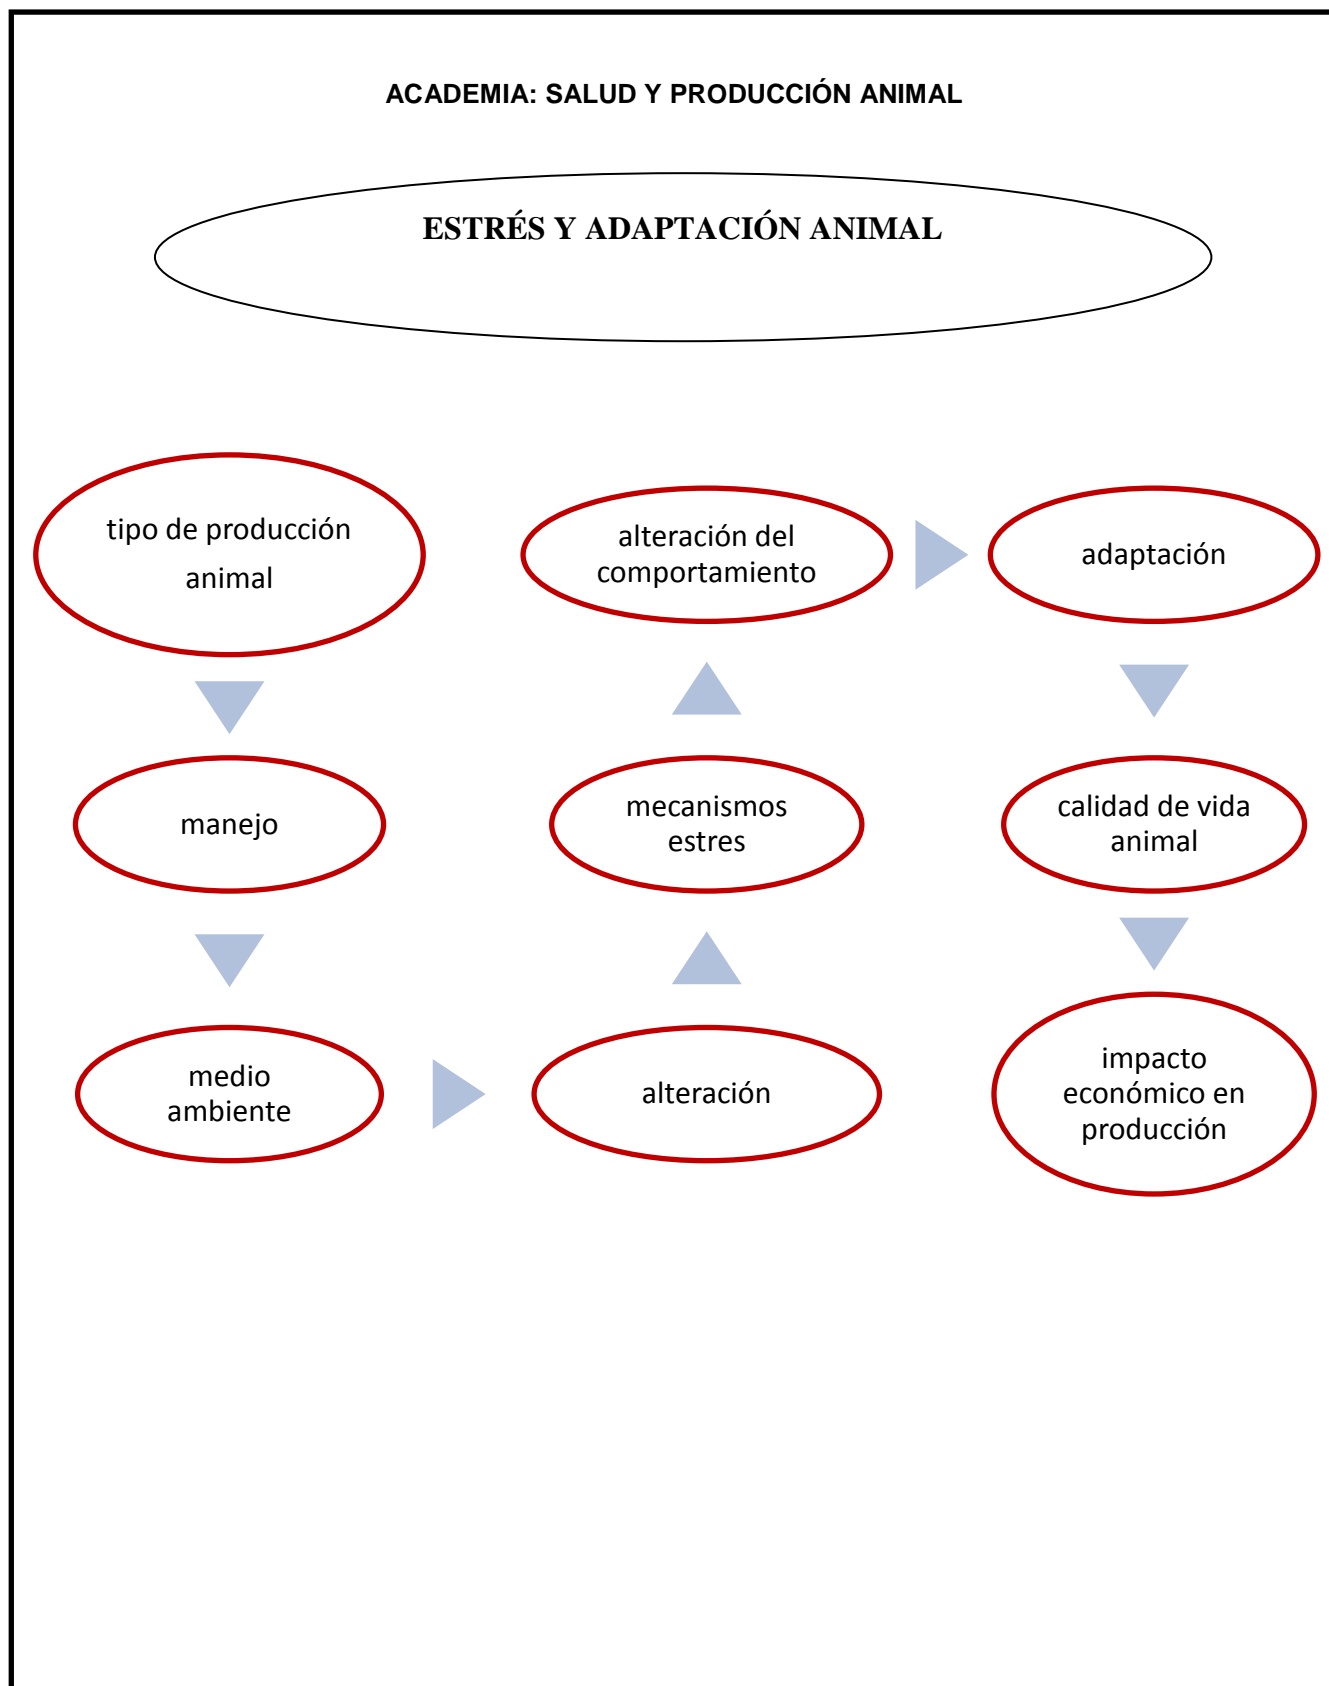 ACADEMIA: SALUD Y PRODUCCIÓN ANIMAL
ESTRÉS Y ADAPTACIÓN ANIMAL
tipo de producción
animal
manejo
medio
ambiente
alteración
mecanismos
estres
alteración del
comportamiento
adaptación
calidad de vida
animal
impacto
económico en
producción